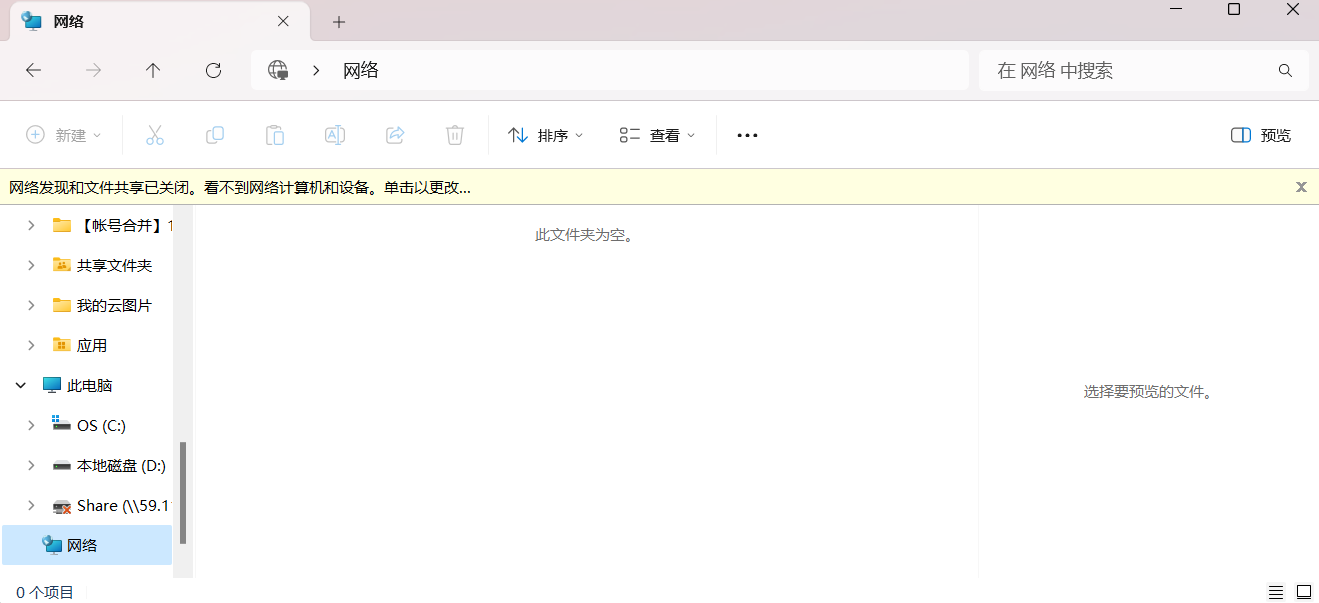 网络
网络
在 网络 中搜索
新建
排序
查看
预览
网络发现和文件共享已关闭。看不到网络计算机和设备。单击以更改...
【帐号合并】1
共享文件夹
我的云图片
应用
此电脑
OS (C:)
本地磁盘 (D:)
Share (\\59.1
网络
此文件夹为空。
选择要预览的文件。
0 个项目